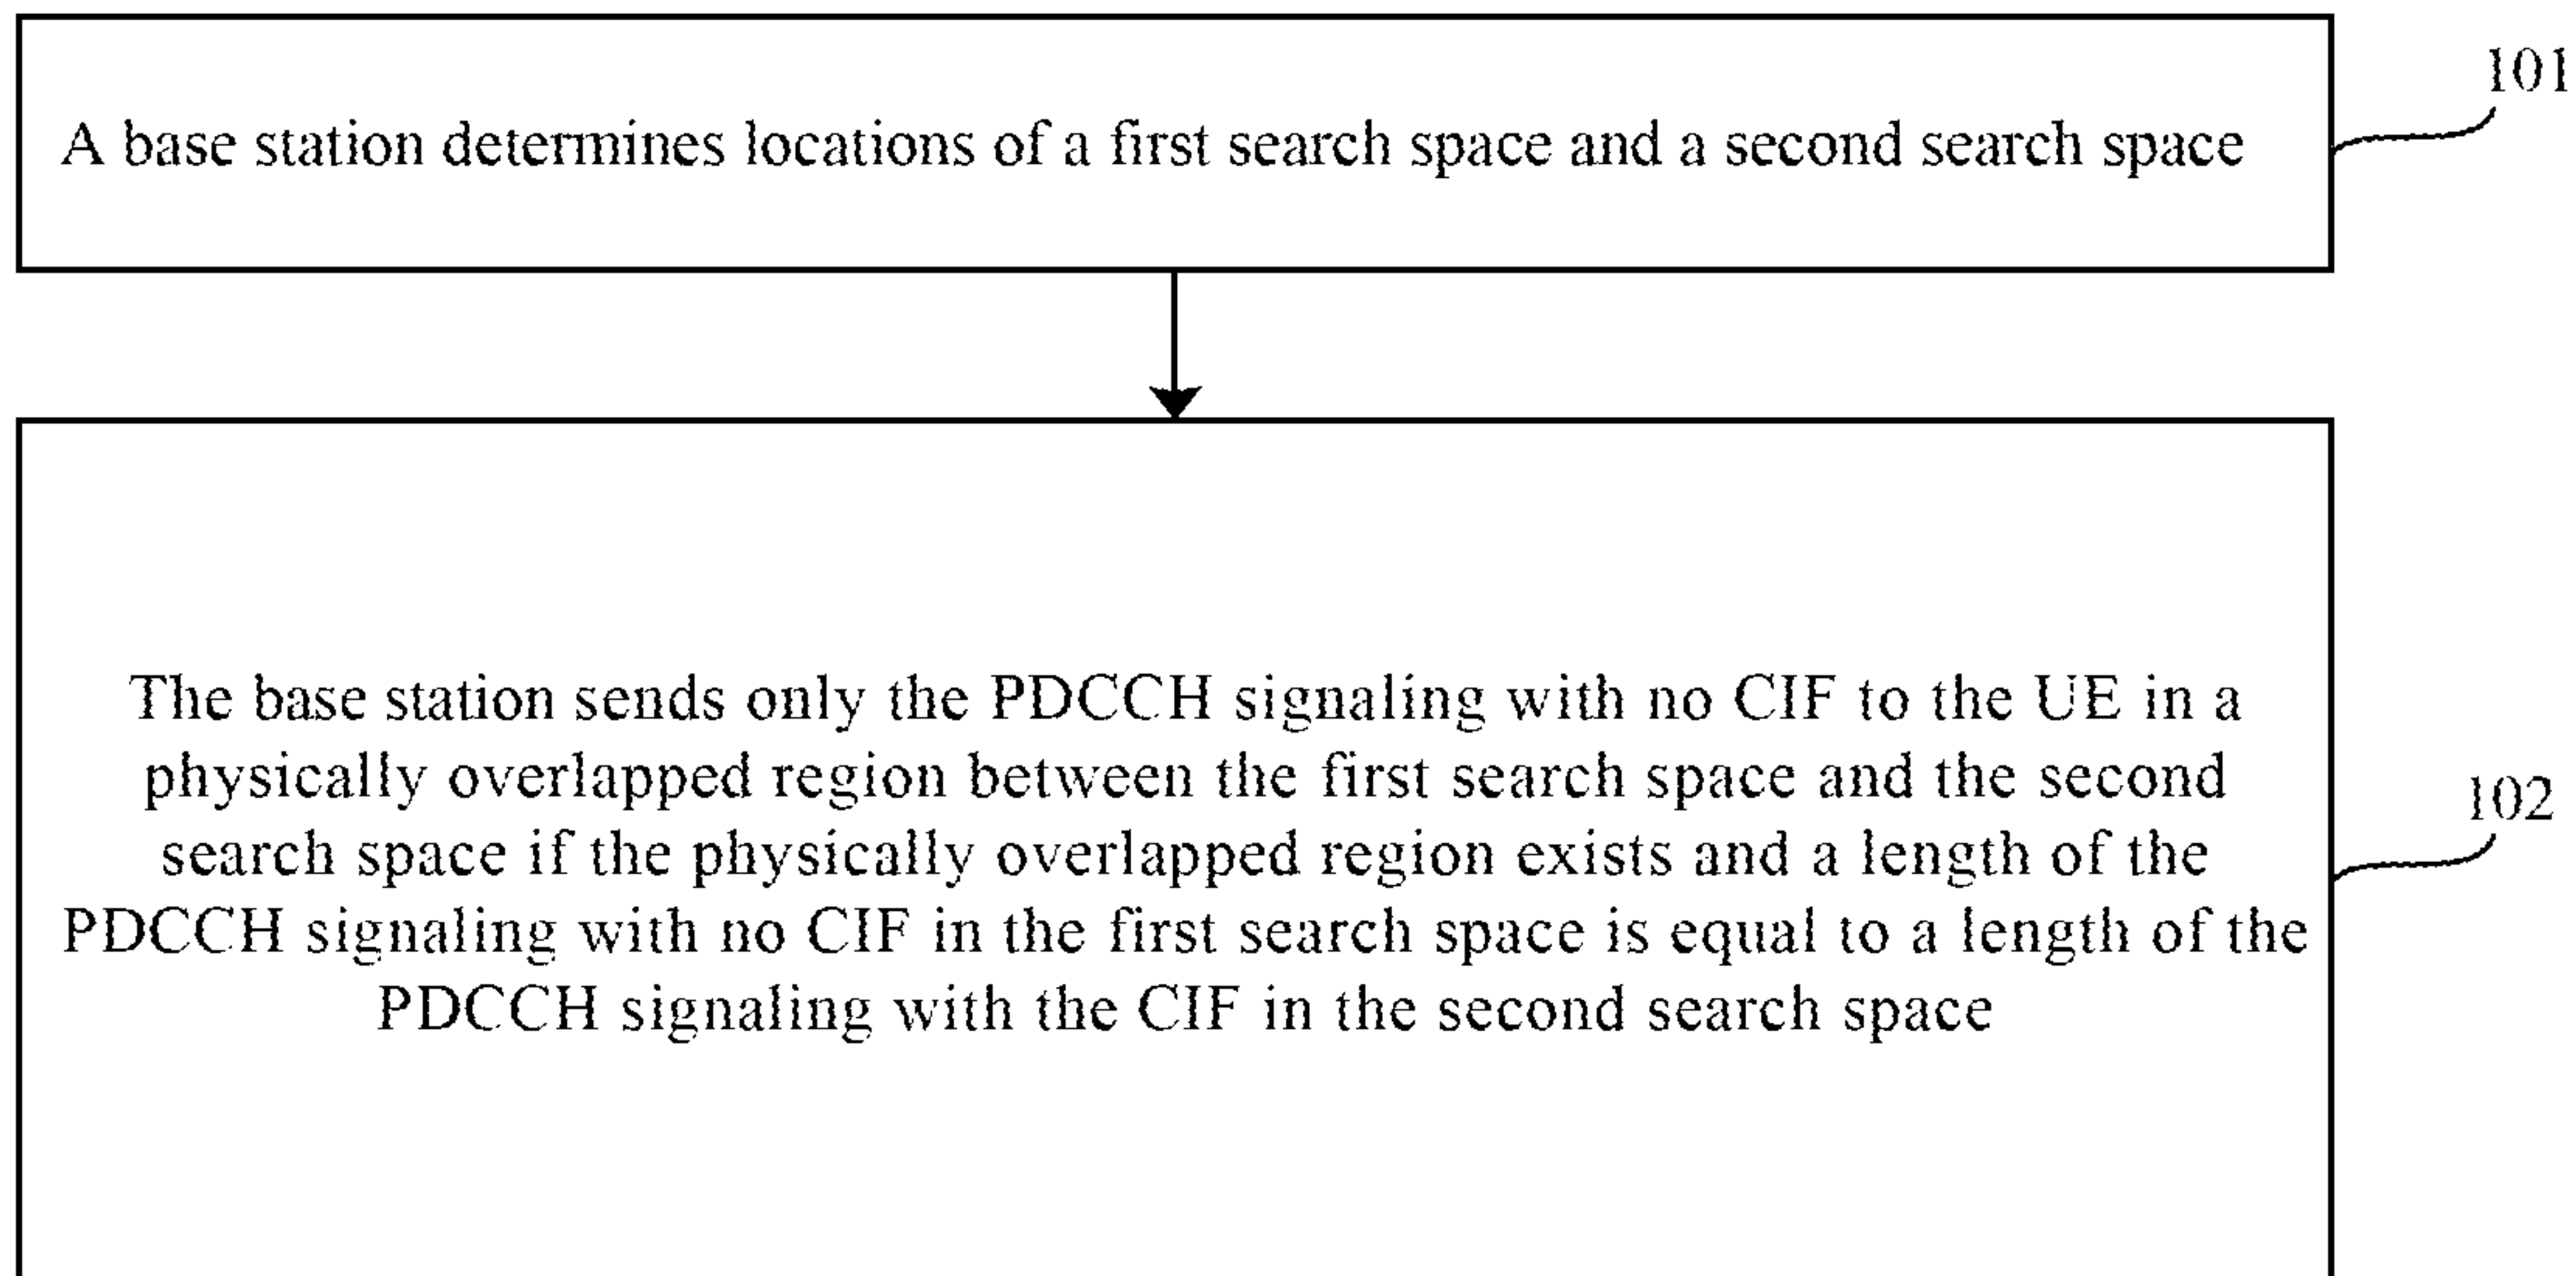 101
A base station determines locations of a first search space and a second search space
The base station sends only the PDCCH signaling with no CIF to the UE in a
physically overlapped region between the first search space and the second
search space if the physically overlapped region exists and a length of the
PDCCH signaling with no CIF in the first search space is equal to a length of the
PDCCH signaling with the CIF in the second search space
102